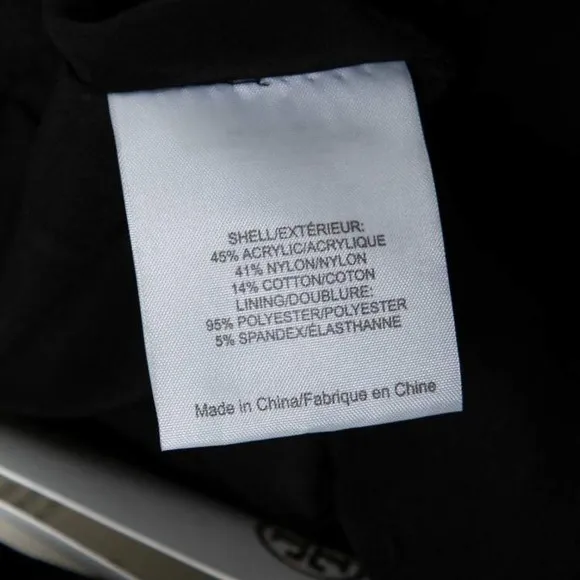 SHELL/EXTÉRIEUR:
45% ACRYLIC/ACRYLIQUE
41% NYLON/NYLON
14% COTTON/COTON
LINING/DOUBLURE:
95% POLYESTER/POLYESTER
5% SPANDEX/ÉLASTHANNE
Made in China/Fabrique en Chine